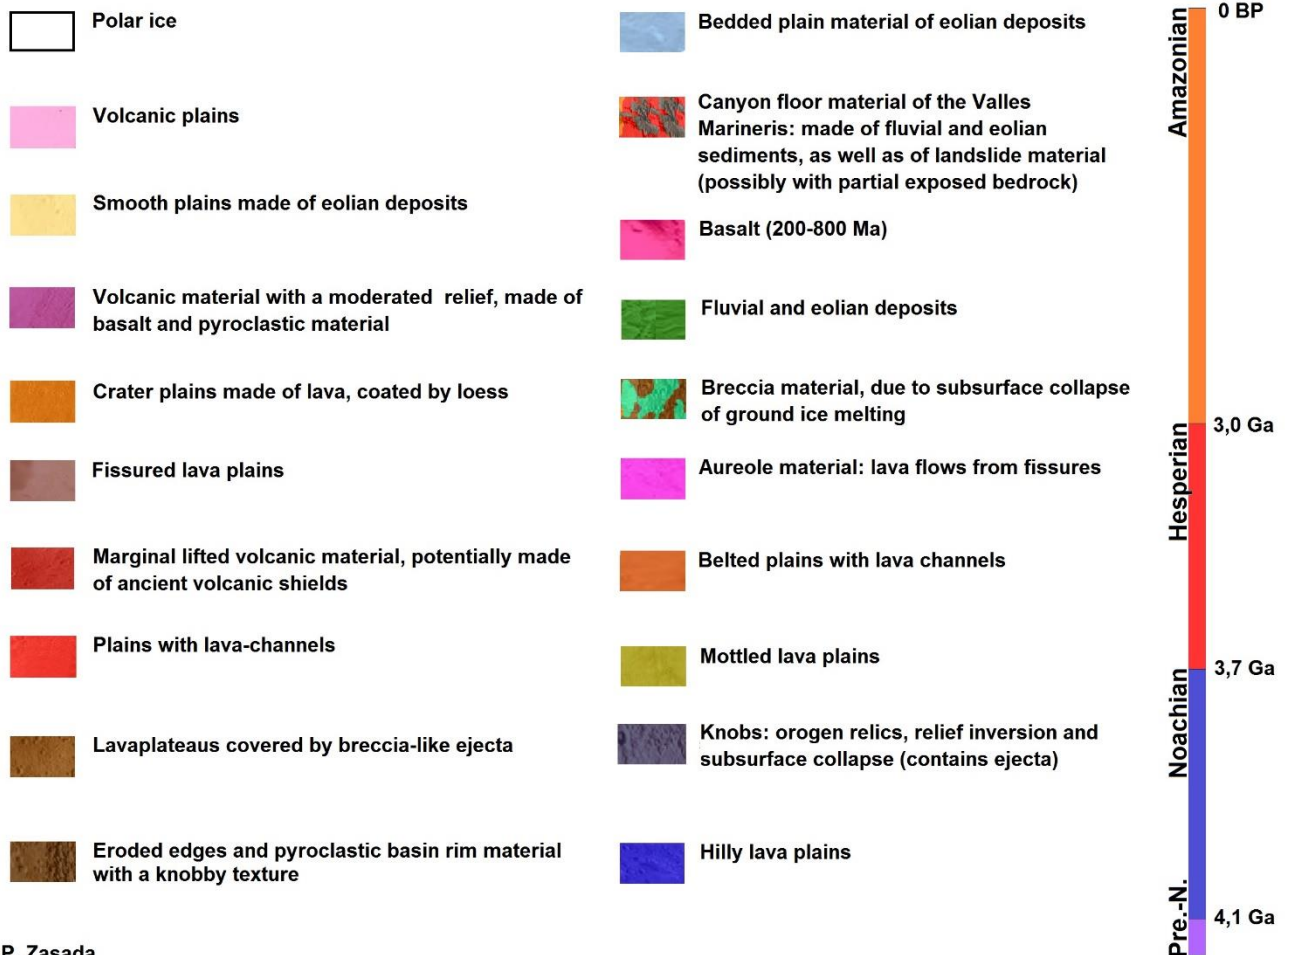 Polar ice
Volcanic plains
Smooth plains made of eolian deposits
Volcanic material with a moderated relief, made of
basalt and pyroclastic material
Crater plains made of lava, coated by loess
Fissured lava plains
Marginal lifted volcanic material, potentially made
of ancient volcanic shields
Plains with lava-channels
Lavaplateaus covered by breccia-like ejecta
Eroded edges and pyroclastic basin rim material
with a knobby texture
P. Zasada
Bedded plain material of eolian deposits
Canyon floor material of the Valles
Marineris: made of fluvial and eolian
sediments, as well as of landslide material
(possibly with partial exposed bedrock)
Basalt (200-800 Ma)
Fluvial and eolian deposits
Breccia material, due to subsurface collapse
of ground ice melting
Aureole material: lava flows from fissures
Belted plains with lava channels
Mottled lava plains
Knobs: orogen relics, relief inversion and
subsurface collapse (contains ejecta)
Hilly lava plains
0 BP
Amazonian
3,0 Ga
Hesperian
3,7 Ga
Noachian
4,1 Ga
Pre.-N.